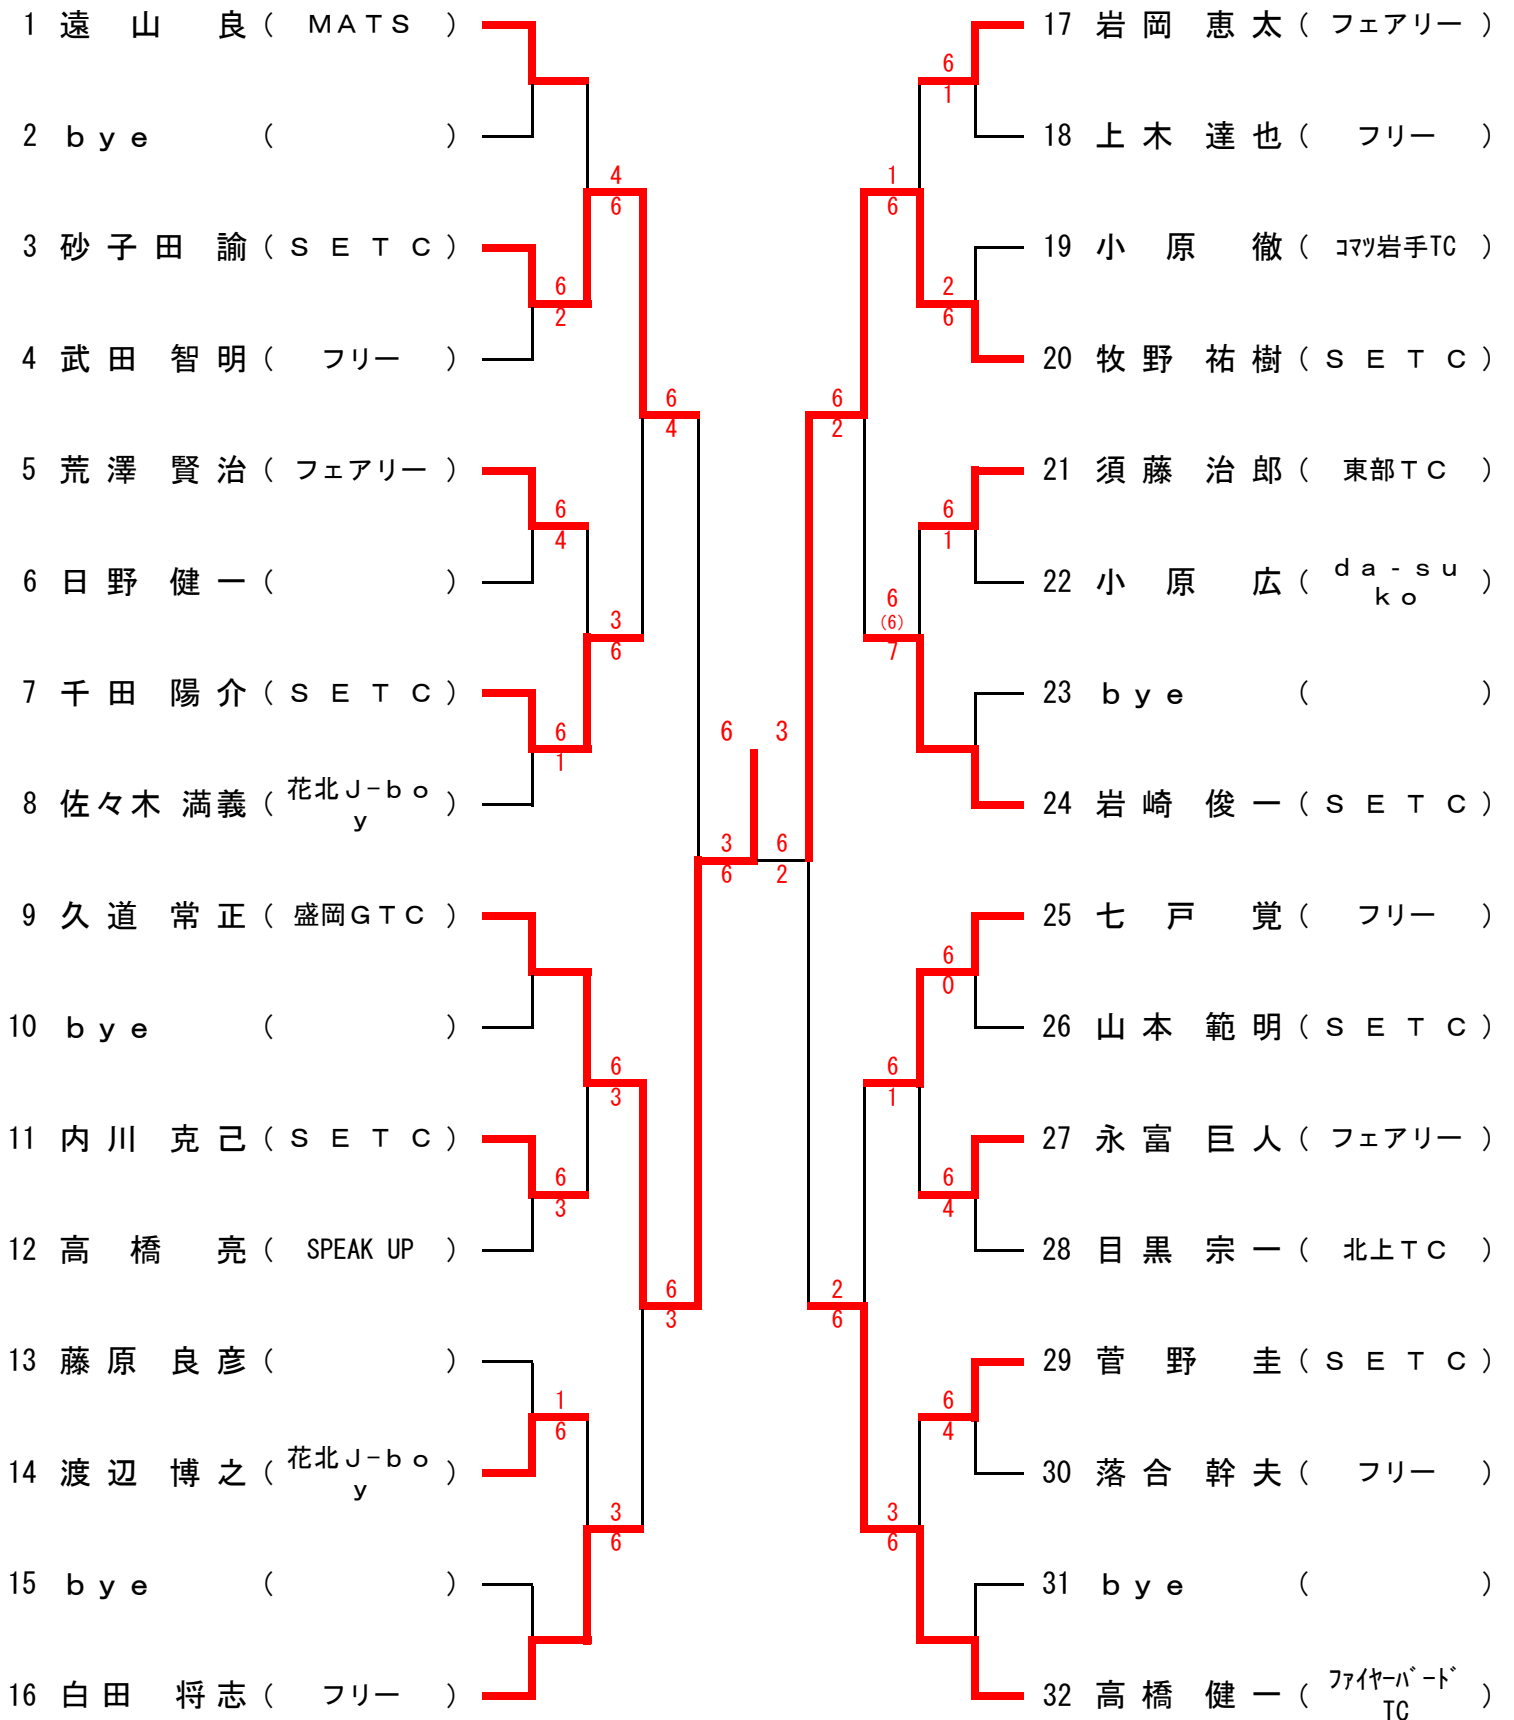 1 遠山 良 ( MATS )
2 bye ( )
3 砂子田 諭 ( SETC )
4 武田 智明 ( フリー )
5 荒澤 賢治 ( フェアリー )
6 日野 健一 ( )
7 千田 陽介 ( SETC )
8 佐々木 満義 ( 花北J-bo
y )
9 久道 常正 ( 盛岡GTC )
10 bye ( )
11 内川 克己 ( SETC )
12 高橋 亮 ( SPEAK UP )
13 藤原 良彦 ( )
14 渡辺 博之 ( 花北J-bo
y )
15 bye ( )
16 白田 将志 ( フリー )
6
2
6
4
6
1
6
3
1
6
4
6
3
6
6
3
3
6
6
4
6
3
3
6
6 3
6
2
6
2
2
6
1
6
6
(6)
7
6
1
3
6
6
1
2
6
6
1
6
0
6
4
6
4
17 岩岡 恵太 ( フェアリー )
18 上木 達也 ( フリー )
19 小原 徹 ( コマツ岩手TC )
20 牧野 祐樹 ( SETC )
21 須藤 治郎 ( 東部TC )
22 小原 広 ( da-su
ko )
23 bye ( )
24 岩崎 俊一 ( SETC )
25 七戸 覚 ( フリー )
26 山本 範明 ( SETC )
27 永富 巨人 ( フェアリー )
28 目黒 宗一 ( 北上TC )
29 菅野 圭 ( SETC )
30 落合 幹夫 ( フリー )
31 bye ( )
32 高橋 健一 ( ファイヤーバード
TC )